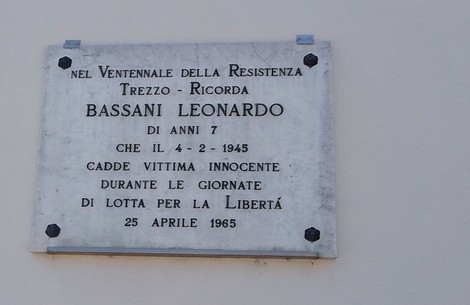 nel Ventennale della Resistenza
Trezzo - Ricorda
BASSANI LEONARDO
DI ANNI 7
CHE IL 4-2-1945
CADDE VITTIMA INNOCENTE
DURANTE LE GIORNATE
DI LOTTA PER LA LIBERTÁ
25 APRILE 1965